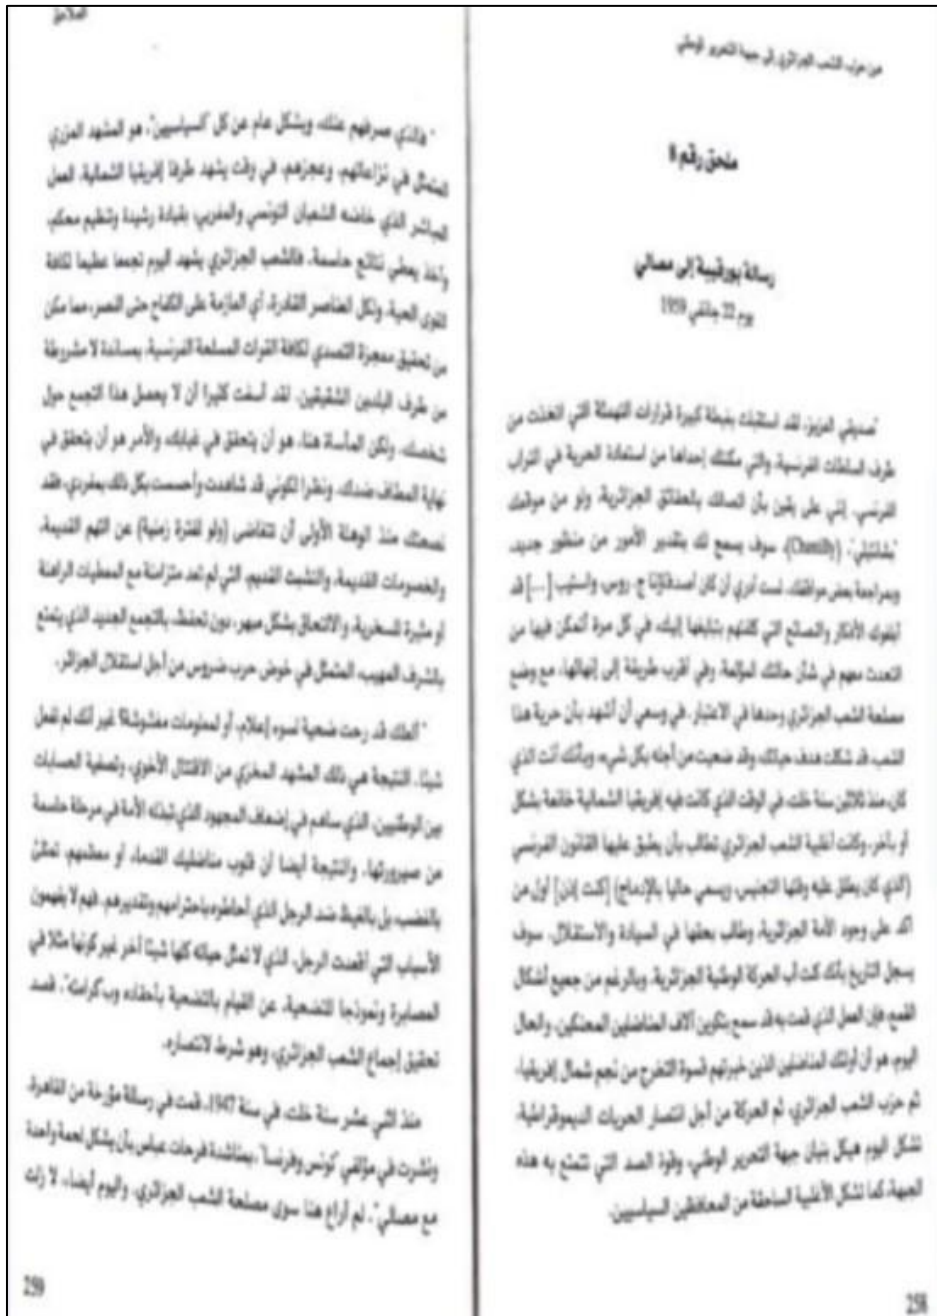 من حزب الشعب الجزائري إلى جبهة التحرير الوطني
ملحق رقم 8
رسالة بورقيبة إلى مصالي
يوم 22 جانفي 1959
"صديقي العزيز، لقد استقبلت بغبطة كبيرة قرارات التهدئة التي اتخذت من
طرف السلطات الفرنسية، والتي مكنتك إحداها من استعادة الحرية في التراب
الفرنسي. إنني على يقين بأن اتصالك بالحقائق الجزائرية، ولو من موقعك
"بشانتيلي"، (Chantilly)، سوف يسمح لك بتقدير الأمور من منظور جديد،
وبمراجعة بعض مواقفك. لست أدري أن كان أصدقاؤنا ج. روس، واستيب [...] قد
أبلغوك الأفكار والنصائح التي كلفتهم بتبليغها إليك، في كل مرة أتمكن فيها من
التحدث معهم في شأن حالتك المؤلمة، وفي أقرب طريقة إلى إنهائها، مع وضع
مصلحة الشعب الجزائري وحدها في الاعتبار. في وسعي أن أشهد بأن حرية هذا
الشعب قد شكلت هدف حياتك، وقد ضحيت من أجله بكل شيء، وبأنك أنت الذي
كان، منذ ثلاثين سنة خلت، في الوقت الذي كانت فيه إفريقيا الشمالية خانعة بشكل
أو بآخر، وكانت أغلبية الشعب الجزائري تطالب بأن يطبق عليها القانون الفرنسي
(الذي كان يطلق عليه وقتها التجنيس، ويسمى حاليا بالإدماج) [كنت إذن] أول من
أكد على وجود الأمة الجزائرية، وطالب بحقها في السيادة والاستقلال. سوف
يسجل التاريخ بأنك كنت أب الحركة الوطنية الجزائرية. وبالرغم من جميع أشكال
القمع، فإن العمل الذي قمت به قد سمح بتكوين آلاف المناضلين المحنكين. والحال
اليوم، هو أن أولئك المناضلين الذين خبرتهم قسوة التخرج من نجم شمال إفريقيا،
ثم حزب الشعب الجزائري، ثم الحركة من أجل انتصار الحريات الديموقراطية،
تشكل اليوم هيكل بنيان جبهة التحرير الوطني، وقوة الصد التي تتمتع به هذه
الجبهة، كما تشكل الأغلبية الساحقة من المحافظين السياسيين.
258
الملاحق
"فالذي صرفهم عنك، وبشكل عام عن كل "السياسيين"، هو المشهد المزري
المتمثل في نزاعاتهم، وعجزهم، في وقت يشهد طرفا إفريقيا الشمالية، العمل
المباشر الذي خاضه الشعبان التونسي والمغربي، بقيادة رشيدة وتنظيم محكم،
وأخذ يعطي نتائج حاسمة. فالشعب الجزائري يشهد اليوم تجمعا عظيما لكافة
القوى الحية، ولكل العناصر القادرة، أي العازمة على الكفاح حتى النصر، مما مكن
من تحقيق معجزة التصدي لكافة القوات المسلحة الفرنسية، بمساندة لا مشروطة
من طرف البلدين الشقيقين. لقد أسفت كثيرا أن لا يحصل هذا التجمع حول
شخصك. ولكن المأساة هنا، هو أن يتحقق في غيابك، والأمر هو أن يتحقق في
نهاية المطاف ضدك. ونظرا لكوني قد شاهدت وأحسست بكل ذلك بمفردي، فقد
نصحتك منذ الوهلة الأولى أن تتغاضى (ولو لفترة زمنية) عن التهم القديمة،
والخصومات القديمة، والتشبث القديم، التي لم تعد متزامنة مع المعطيات الراهنة
أو مثيرة للسخرية، والالتحاق بشكل مبهر، دون تحفظ، بالتجمع الجديد الذي يتمتع
بالشرف المهيب، المتمثل في خوض حرب ضروس من أجل استقلال الجزائر.
"ألعلك قد رحت ضحية لسوء إعلام، أو لمعلومات مغشوشة؟ غير أنك لم تفعل
شيئا. النتيجة هي ذلك المشهد المخزي من الاقتتال الأخوي، وتصفية الحسابات
بين الوطنيين، الذي ساهم في إضعاف المجهود الذي تبذله الأمة في مرحلة حاسمة
من صيرورتها. والنتيجة أيضا أن قلوب مناضليك القدماء، أو معظمهم، تمتلئ
بالغضب، بل بالغيظ ضد الرجل الذي أحاطوه باحترامهم وتقديرهم. فهم لا يفهمون
الأسباب التي أقعدت الرجل، الذي لا تمثل حياته كلها شيئا آخر غير كونها مثلا في
المصابرة ونموذجا للتضحية، عن القيام بالتضحية بأحقاده وب"كرامته"، قصد
تحقيق إجماع الشعب الجزائري، وهو شرط لانتصاره.
منذ اثني عشر سنة خلت، في سنة 1947، قمت في رسالة مؤرخة من القاهرة،
ونشرت في مؤلفي "تونس وفرنسا"، بمناشدة فرحات عباس بأن يشكل لحمة واحدة
مع مصالي". لم أراع هنا سوى مصلحة الشعب الجزائري، واليوم أيضا، لا زلت
259